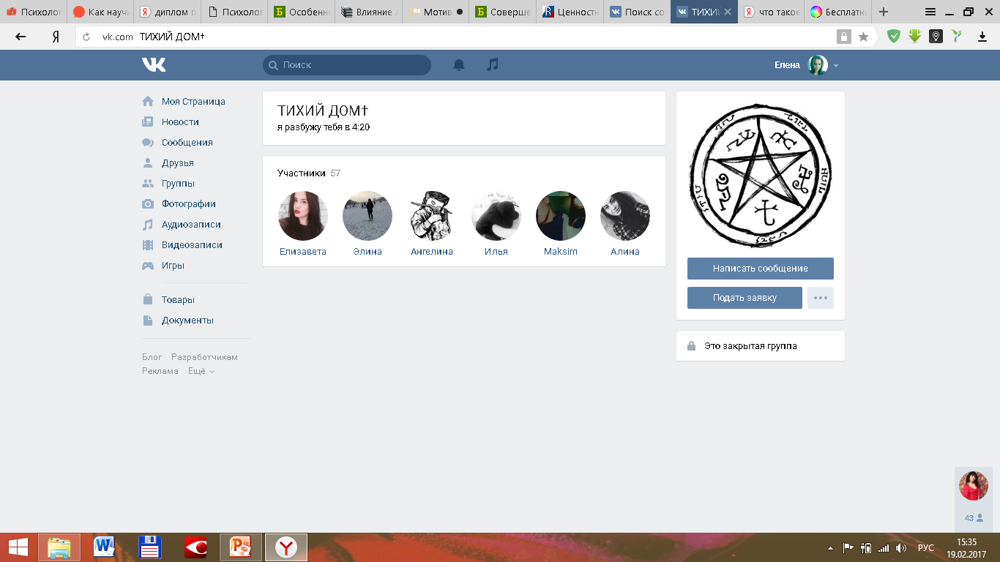 Психолог
Как научи
диплом п
Психолог
Особенно
Влияние
Мотив
Соверше
Ценностн
Поиск со
ТИХИЙ
что такое
Бесплатн
vk.com ТИХИЙ ДОМ†
Поиск
Елена
Моя Страница
Новости
Сообщения
Друзья
Группы
Фотографии
Аудиозаписи
Видеозаписи
Игры
Товары
Документы
Блог Разработчикам
Реклама Ещё
ТИХИЙ ДОМ†
я разбужу тебя в 4:20
Участники 57
Елизавета Элина Ангелина Илья Maksim Алина
Написать сообщение
Подать заявку
Это закрытая группа
43
РУС
15:35
19.02.2017